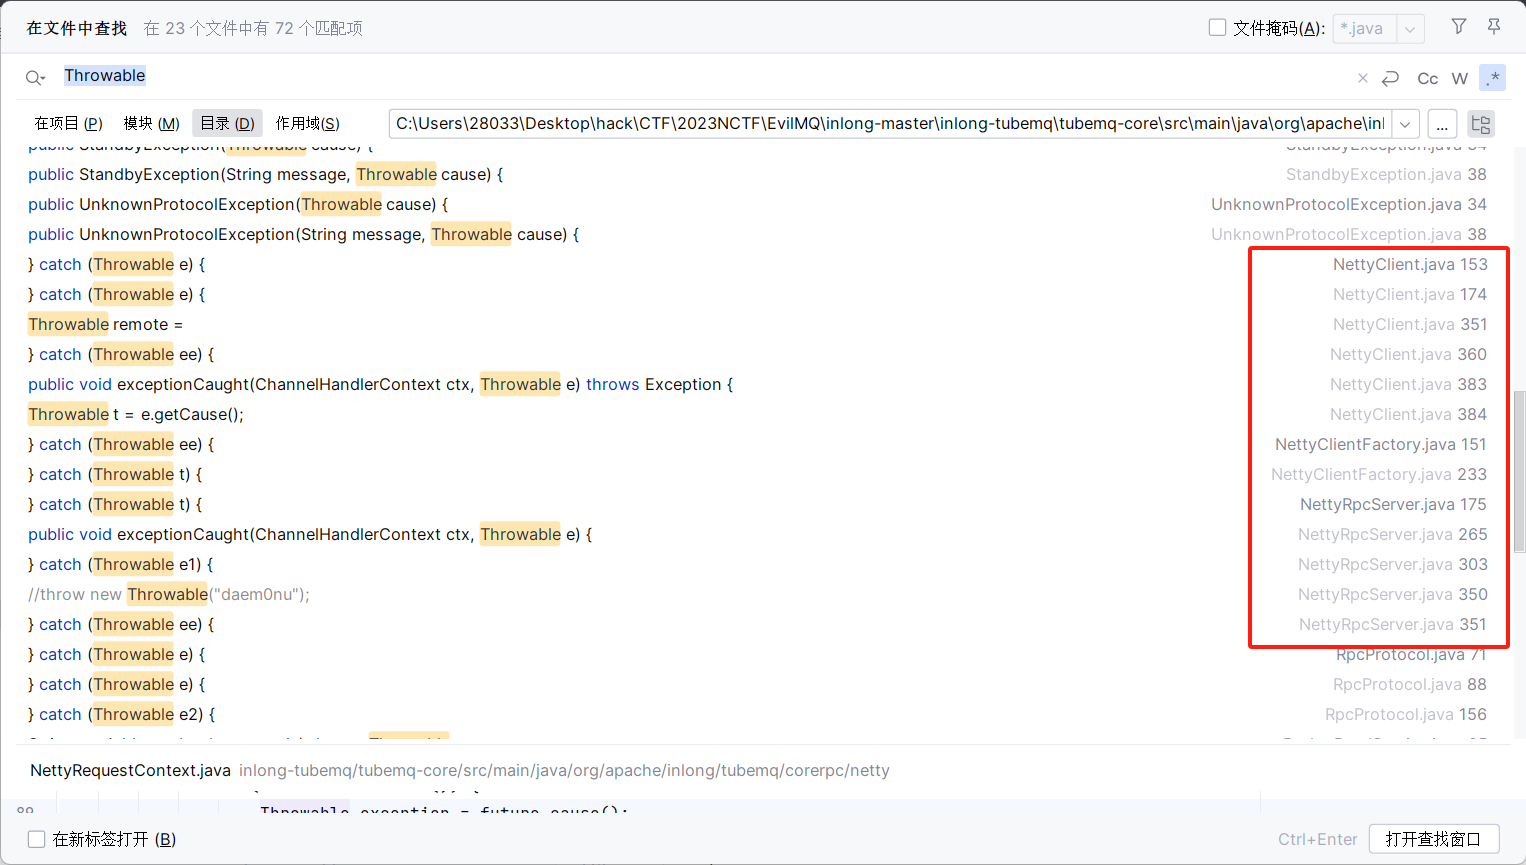 在文件中查找 在 23 个文件中有 72 个匹配项 文件掩码(A): *.java
Throwable Cc W .*
在项目 (P) 模块 (M) 目录 (D) 作用域(S) C:\Users\28033\Desktop\hack\CTF\2023NCTF\EvilMQ\inlong-master\inlong-tubemq\tubemq-core\src\main\java\org\apache\inl ...
public StandbyException(Throwable cause) { StandbyException.java 34
public StandbyException(String message, Throwable cause) { StandbyException.java 38
public UnknownProtocolException(Throwable cause) { UnknownProtocolException.java 34
public UnknownProtocolException(String message, Throwable cause) { UnknownProtocolException.java 38
} catch (Throwable e) { NettyClient.java 153
} catch (Throwable e) { NettyClient.java 174
Throwable remote = NettyClient.java 351
} catch (Throwable ee) { NettyClient.java 360
public void exceptionCaught(ChannelHandlerContext ctx, Throwable e) throws Exception { NettyClient.java 383
Throwable t = e.getCause(); NettyClient.java 384
} catch (Throwable ee) { NettyClientFactory.java 151
} catch (Throwable t) { NettyClientFactory.java 233
} catch (Throwable t) { NettyRpcServer.java 175
public void exceptionCaught(ChannelHandlerContext ctx, Throwable e) { NettyRpcServer.java 265
} catch (Throwable e1) { NettyRpcServer.java 303
//throw new Throwable("daem0nu"); NettyRpcServer.java 350
} catch (Throwable ee) { NettyRpcServer.java 351
} catch (Throwable e) { RpcProtocol.java 71
} catch (Throwable e) { RpcProtocol.java 88
} catch (Throwable e2) { RpcProtocol.java 156
NettyRequestContext.java inlong-tubemq/tubemq-core/src/main/java/org/apache/inlong/tubemq/corerpc/netty
89 Throwable exception = future.cause();
在新标签打开 (B) Ctrl+Enter 打开查找窗口